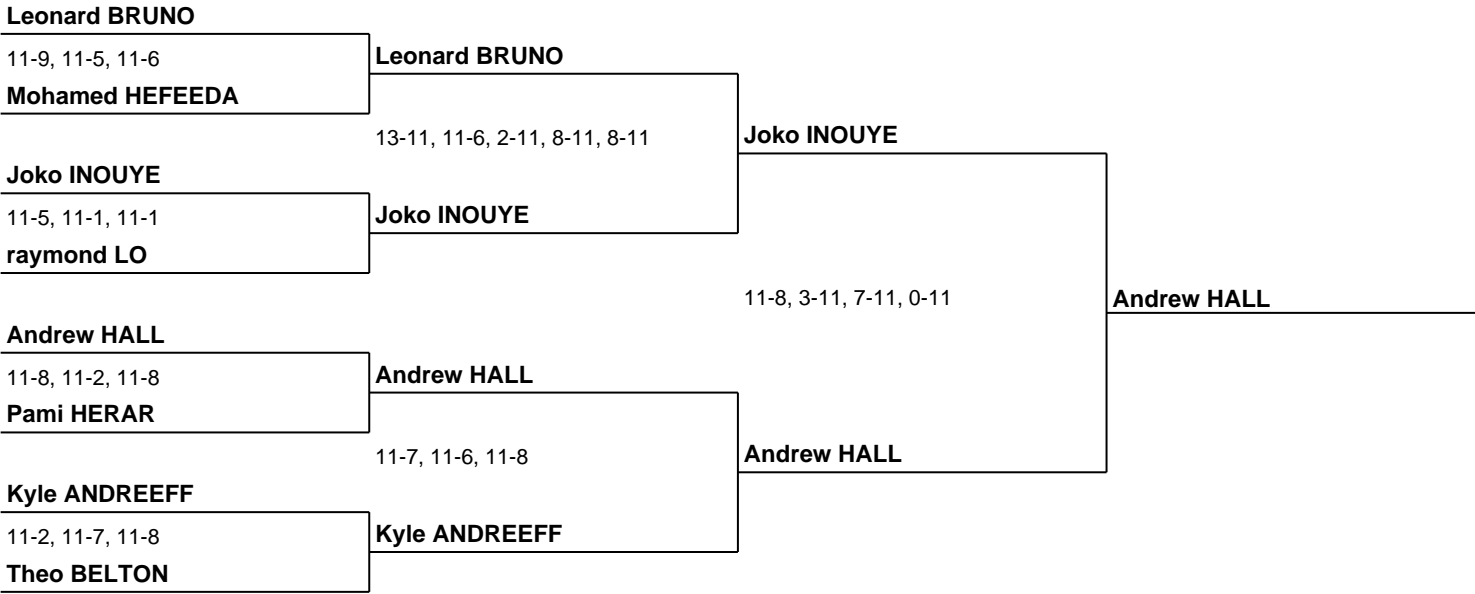 Leonard BRUNO
11-9, 11-5, 11-6
Mohamed HEFEEDA
Leonard BRUNO
13-11, 11-6, 2-11, 8-11, 8-11
Joko INOUYE
Joko INOUYE
11-5, 11-1, 11-1
raymond LO
Joko INOUYE
11-8, 3-11, 7-11, 0-11
Andrew HALL
Andrew HALL
11-8, 11-2, 11-8
Pami HERAR
Andrew HALL
11-7, 11-6, 11-8
Andrew HALL
Kyle ANDREEFF
11-2, 11-7, 11-8
Theo BELTON
Kyle ANDREEFF